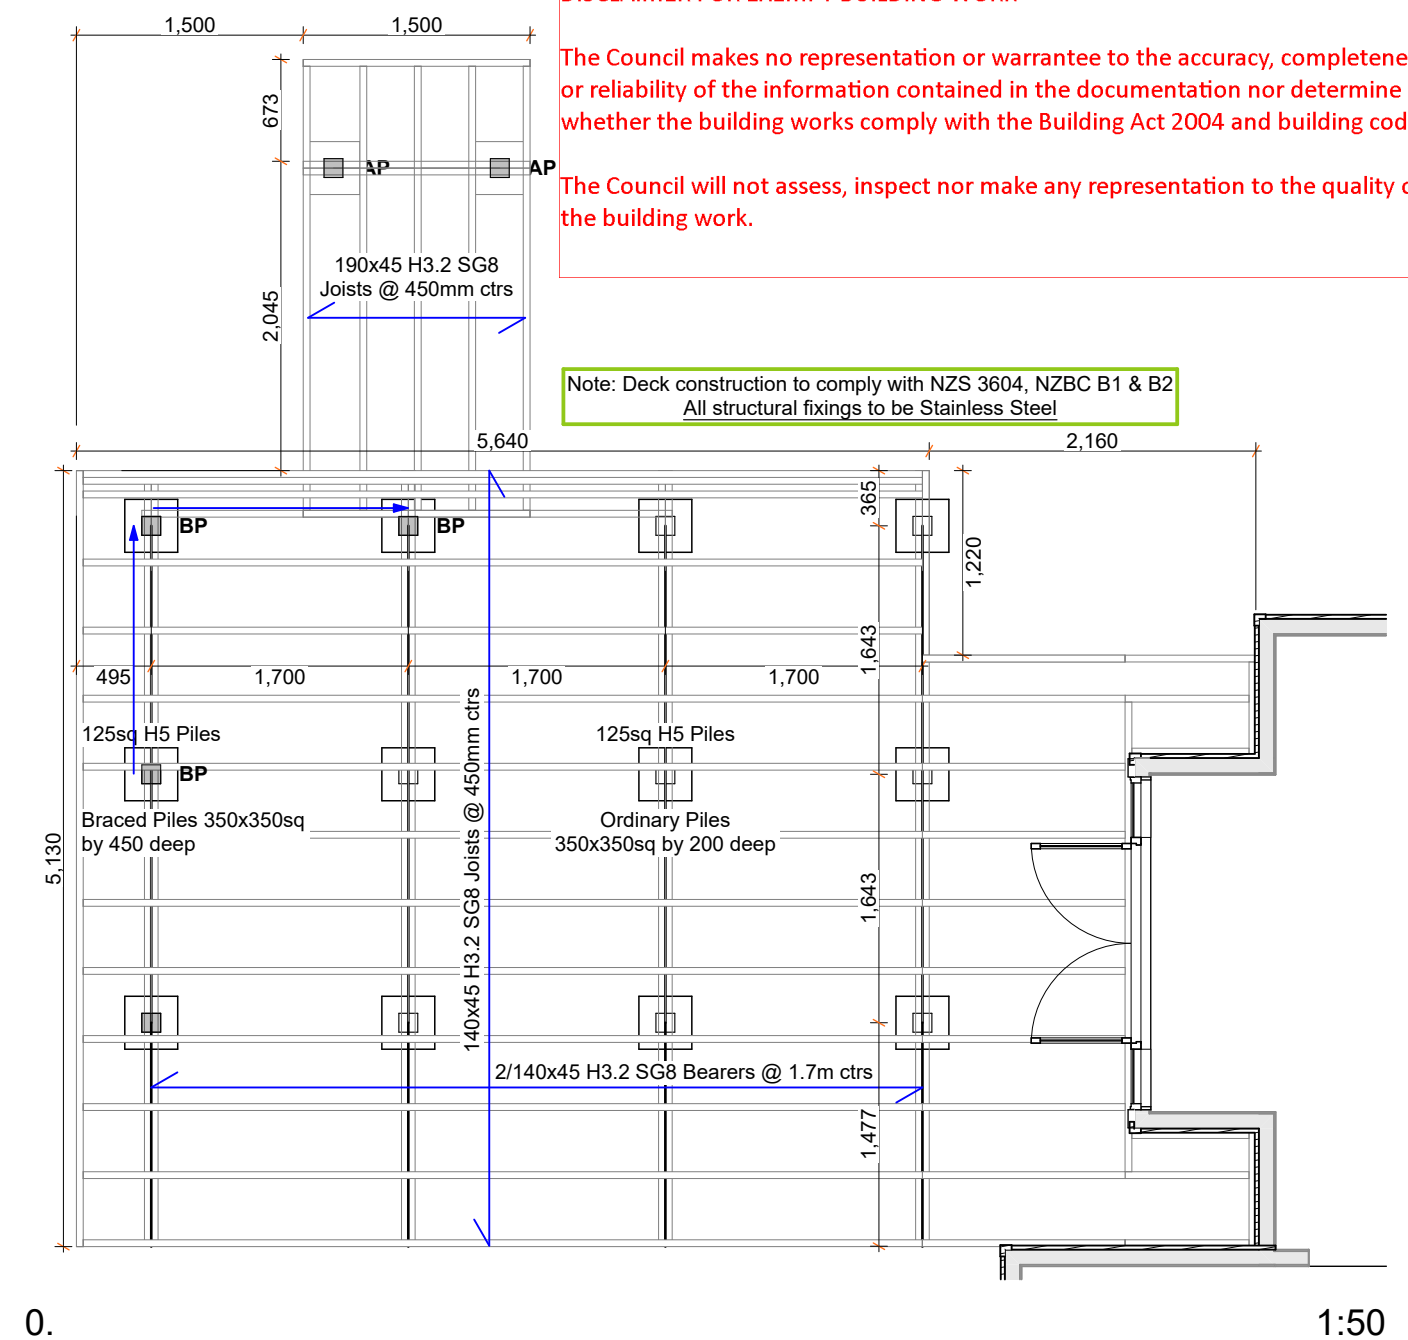 DISCLAIMER FOR EXEMPT BUILDING WORK
The Council makes no representation or warrantee to the accuracy, completene
or reliability of the information contained in the documentation nor determine
whether the building works comply with the Building Act 2004 and building cod
The Council will not assess, inspect nor make any representation to the quality o
the building work.
1,500
1,500
673
AP
AP
190x45 H3.2 SG8
Joists @ 450mm ctrs
2,045
Note: Deck construction to comply with NZS 3604, NZBC B1 & B2
All structural fixings to be Stainless Steel
5,640
2,160
365
BP
BP
1,220
1,643
495
1,700
1,700
1,700
125sq H5 Piles
125sq H5 Piles
BP
Braced Piles 350x350sq
by 450 deep
Ordinary Piles
350x350sq by 200 deep
140x45 H3.2 SG8 Joists @ 450mm ctrs
5,130
1,643
2/140x45 H3.2 SG8 Bearers @ 1.7m ctrs
1,477
0.
1:50